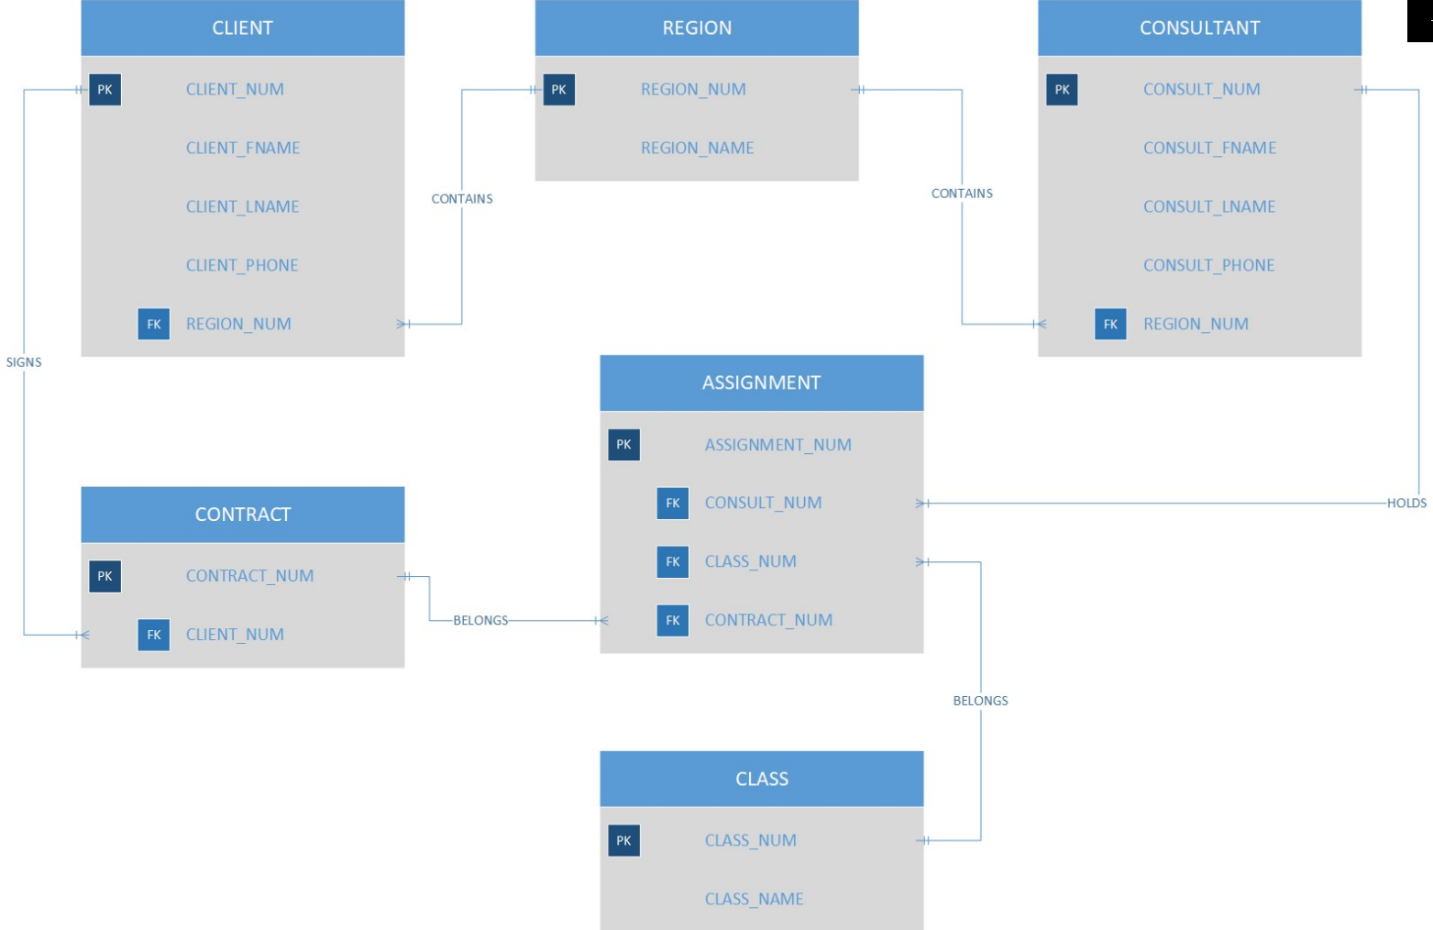 CLIENT
PK CLIENT_NUM
CLIENT_FNAME
CLIENT_LNAME
CLIENT_PHONE
FK REGION_NUM
REGION
PK REGION_NUM
REGION_NAME
CONSULTANT
PK CONSULT_NUM
CONSULT_FNAME
CONSULT_LNAME
CONSULT_PHONE
FK REGION_NUM
CONTAINS
CONTAINS
SIGNS
ASSIGNMENT
PK ASSIGNMENT_NUM
FK CONSULT_NUM
FK CLASS_NUM
FK CONTRACT_NUM
HOLDS
CONTRACT
PK CONTRACT_NUM
FK CLIENT_NUM
BELONGS
BELONGS
CLASS
PK CLASS_NUM
CLASS_NAME